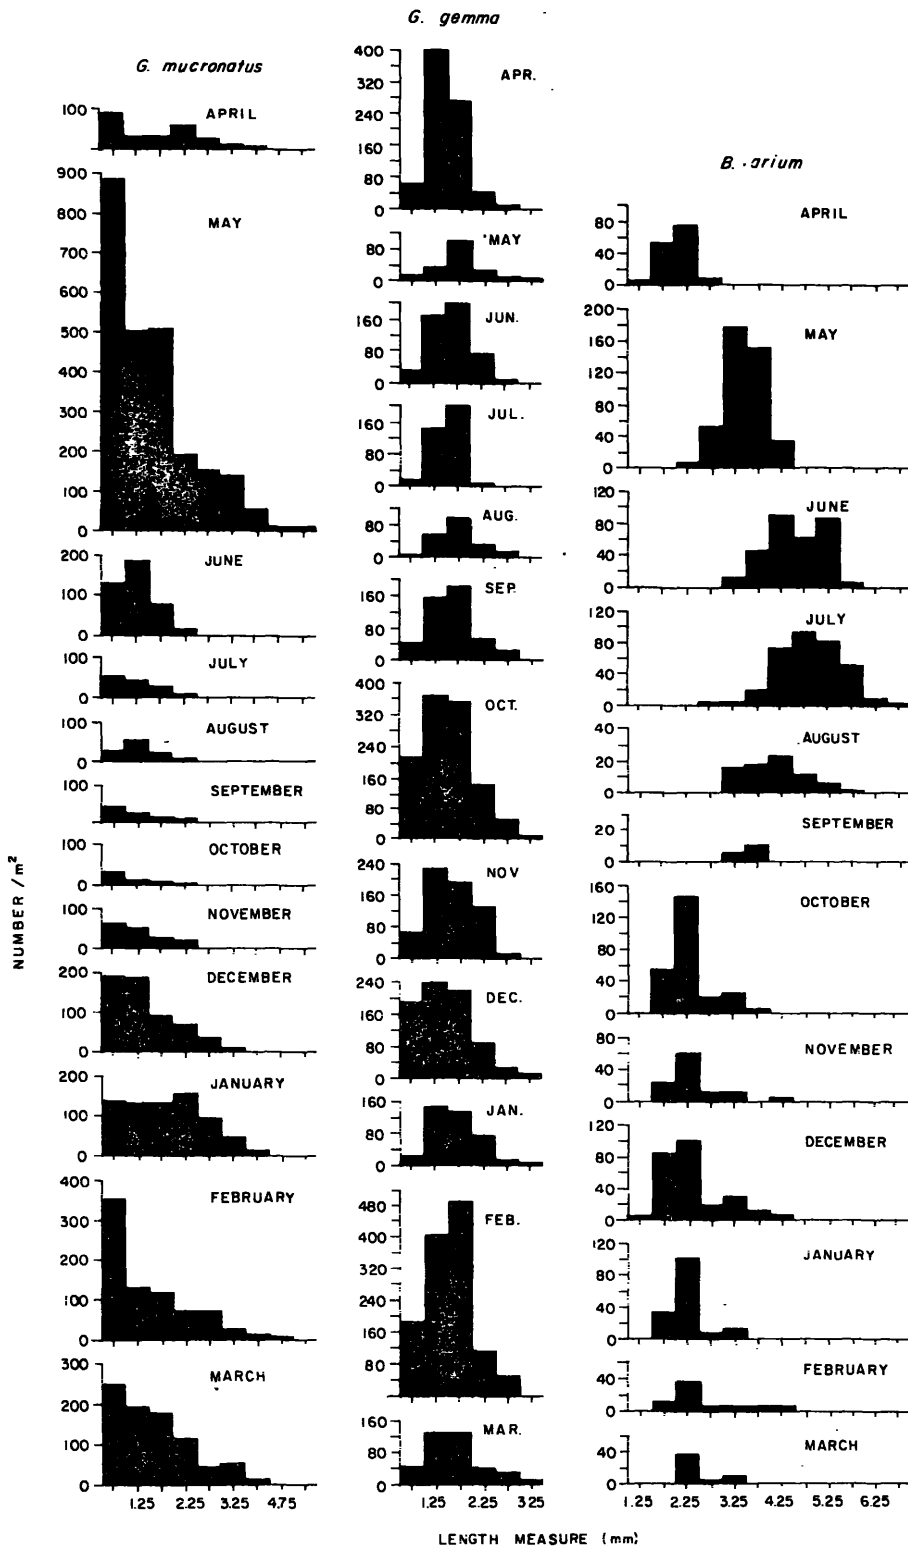 G. mucronatus
APRIL
100
MAY
900
800
700
600
500
400
300
200
100
0
JUNE
200
100
0
JULY
100
0
AUGUST
100
0
SEPTEMBER
100
0
OCTOBER
100
0
NOVEMBER
100
0
DECEMBER
200
100
0
JANUARY
200
100
0
FEBRUARY
400
300
200
100
0
MARCH
300
200
100
0
1.25 2.25 3.25 475
G. gemma
APR.
400
320
240
160
80
0
MAY
80
0
JUN.
160
80
0
JUL.
160
80
0
AUG.
80
0
SEP.
160
80
0
OCT.
400
320
240
160
80
0
NOV
240
160
80
0
DEC.
240
160
80
0
JAN.
160
80
0
FEB.
480
400
320
240
160
80
MAR.
160
80
0
1.25 2.25 3.25
B. arium
APRIL
80
40
0
MAY
200
160
120
80
40
0
JUNE
120
80
40
0
JULY
120
80
40
0
AUGUST
40
20
0
SEPTEMBER
20
0
OCTOBER
160
120
80
40
0
NOVEMBER
80
40
0
DECEMBER
120
80
40
0
JANUARY
120
80
40
0
FEBRUARY
40
0
MARCH
40
0
1.25 2.25 3.25 4.25 5.25 6.25
NUMBER / m²
LENGTH MEASURE (mm)